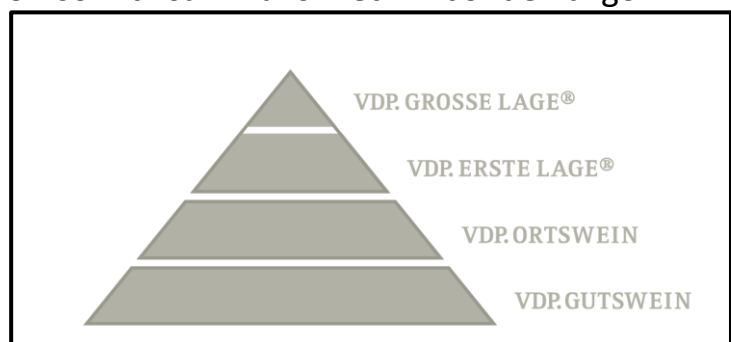 VDP. GROSSE LAGE®
VDP. ERSTE LAGE®
VDP. ORTSWEIN
VDP. GUTSWEIN